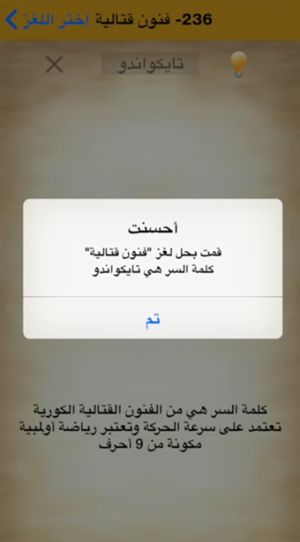 236- فنون قتالية إختر اللغز
تايكواندو
أحسنت
قمت بحل لغز "فنون قتالية"
كلمة السر هي تايكواندو
تم
كلمة السر هي من الفنون القتالية الكورية
تعتمد على سرعة الحركة وتعتبر رياضة أولمبية
مكونة من 9 أحرف